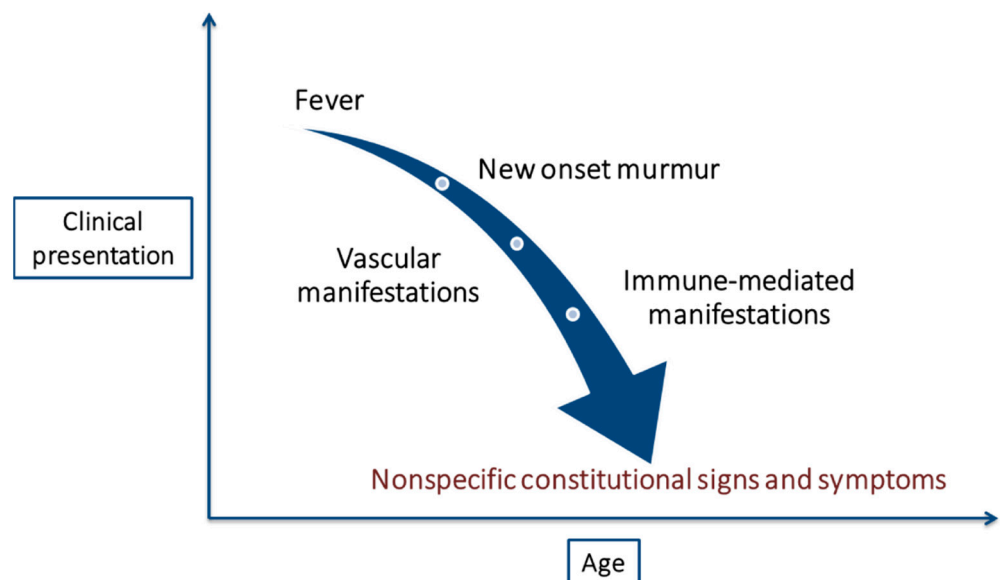 Fever
New onset murmur
Clinical
presentation
Vascular
manifestations
Immune-mediated
manifestations
Nonspecific constitutional signs and symptoms
Age